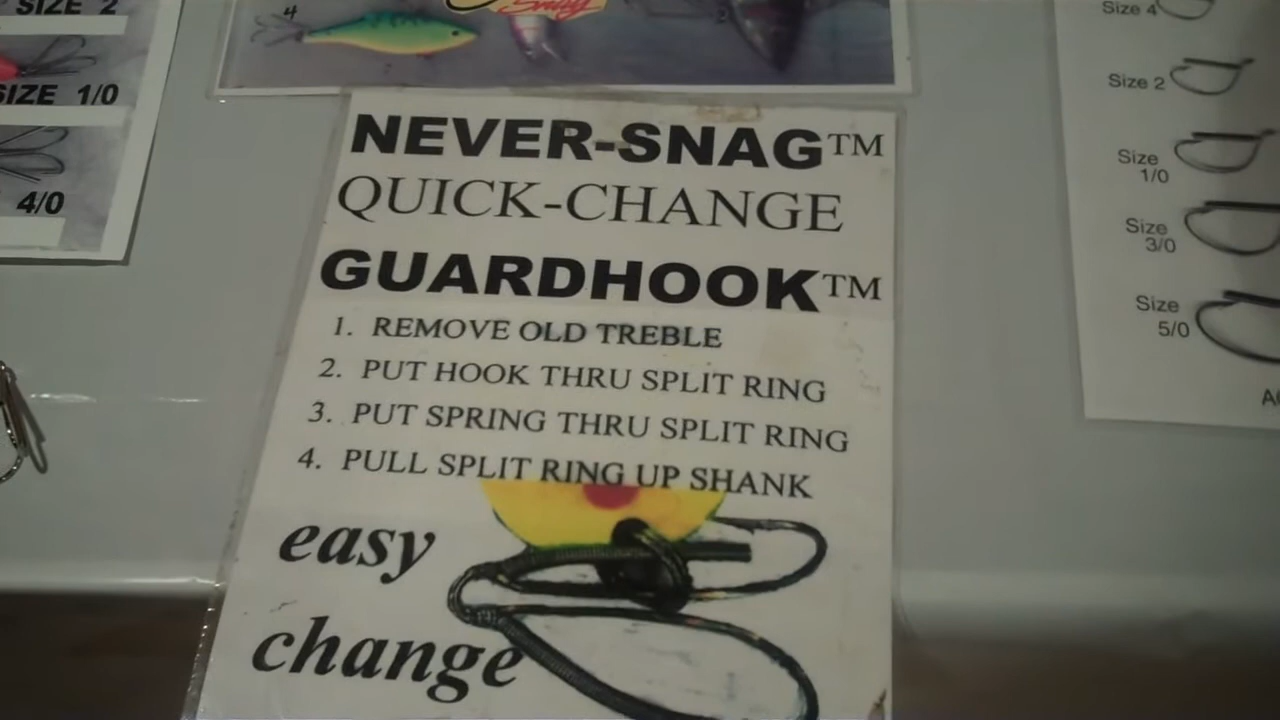 SIZE 2
SIZE 1/0
4/0
4
NEVER-SNAG™
QUICK-CHANGE
GUARDHOOK™
1. REMOVE OLD TREBLE
2. PUT HOOK THRU SPLIT RING
3. PUT SPRING THRU SPLIT RING
4. PULL SPLIT RING UP SHANK
easy
change
Size 4
Size 2
Size
1/0
Size
3/0
Size
5/0